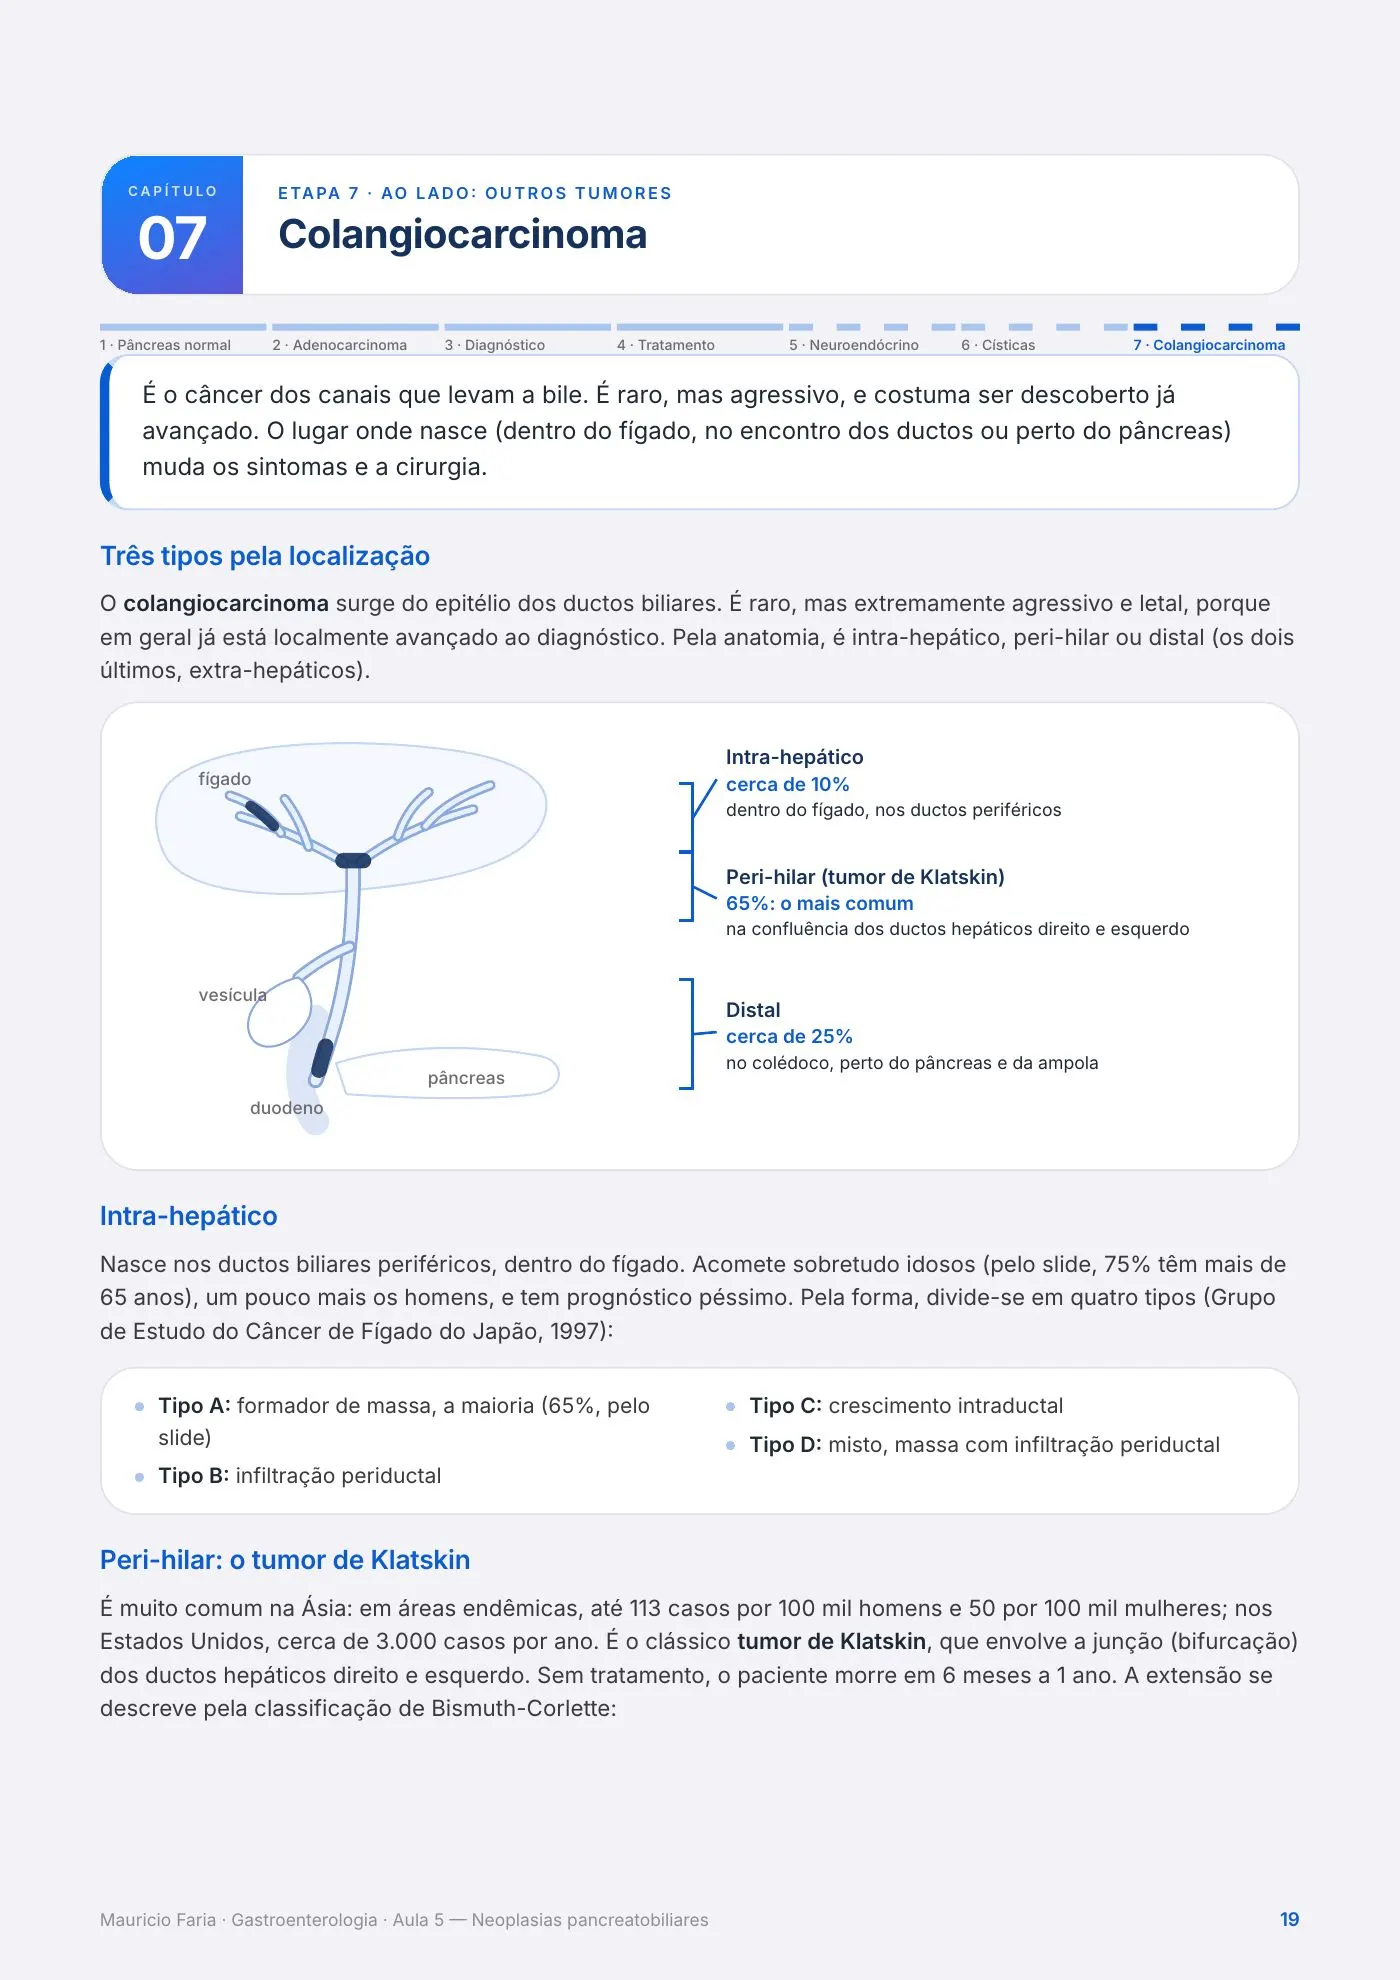 CAPÍTULO
07
ETAPA 7 · AO LADO: OUTROS TUMORES
Colangiocarcinoma
1 · Pâncreas normal
2 · Adenocarcinoma
3 · Diagnóstico
4 · Tratamento
5 · Neuroendócrino
6 · Císticas
7 · Colangiocarcinoma
É o câncer dos canais que levam a bile. É raro, mas agressivo, e costuma ser descoberto já
avançado. O lugar onde nasce (dentro do fígado, no encontro dos ductos ou perto do pâncreas)
muda os sintomas e a cirurgia.
Três tipos pela localização
O colangiocarcinoma surge do epitélio dos ductos biliares. É raro, mas extremamente agressivo e letal, porque
em geral já está localmente avançado ao diagnóstico. Pela anatomia, é intra-hepático, peri-hilar ou distal (os dois
últimos, extra-hepáticos).
fígado
vesícula
pâncreas
duodeno
Intra-hepático
cerca de 10%
dentro do fígado, nos ductos periféricos
Peri-hilar (tumor de Klatskin)
65%: o mais comum
na confluência dos ductos hepáticos direito e esquerdo
Distal
cerca de 25%
no colédoco, perto do pâncreas e da ampola
Intra-hepático
Nasce nos ductos biliares periféricos, dentro do fígado. Acomete sobretudo idosos (pelo slide, 75% têm mais de
65 anos), um pouco mais os homens, e tem prognóstico péssimo. Pela forma, divide-se em quatro tipos (Grupo
de Estudo do Câncer de Fígado do Japão, 1997):
Tipo A: formador de massa, a maioria (65%, pelo
slide)
Tipo B: infiltração periductal
Tipo C: crescimento intraductal
Tipo D: misto, massa com infiltração periductal
Peri-hilar: o tumor de Klatskin
É muito comum na Ásia: em áreas endêmicas, até 113 casos por 100 mil homens e 50 por 100 mil mulheres; nos
Estados Unidos, cerca de 3.000 casos por ano. É o clássico tumor de Klatskin, que envolve a junção (bifurcação)
dos ductos hepáticos direito e esquerdo. Sem tratamento, o paciente morre em 6 meses a 1 ano. A extensão se
descreve pela classificação de Bismuth-Corlette:
Mauricio Faria · Gastroenterologia · Aula 5 — Neoplasias pancreatobiliares
19